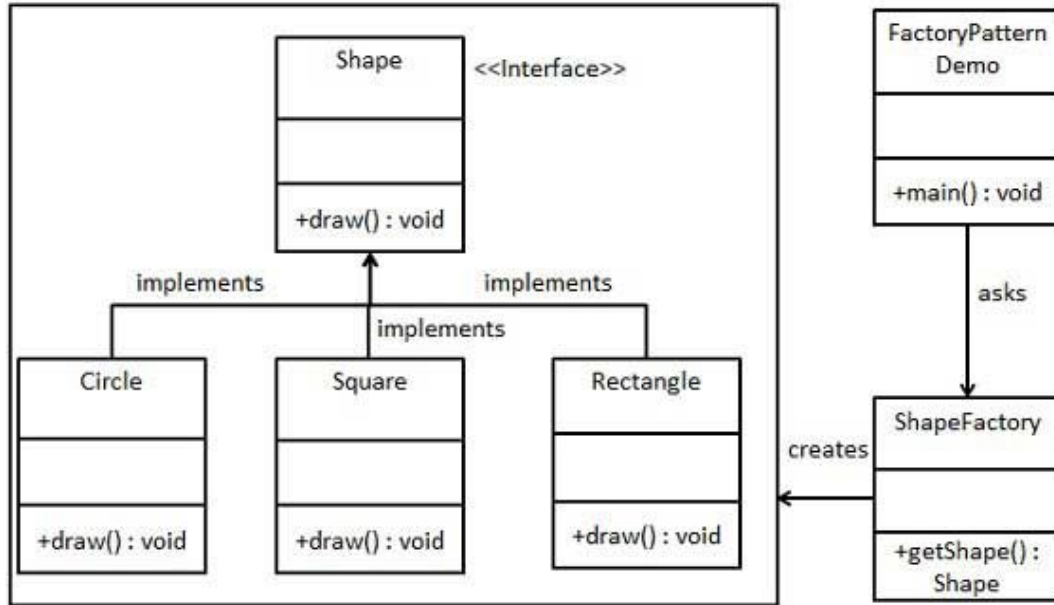 Shape
<<Interface>>
+draw() : void
implements
implements
implements
Circle
+draw() : void
Square
+draw() : void
Rectangle
+draw() : void
FactoryPattern
Demo
+main() : void
asks
ShapeFactory
+getShape() :
Shape
creates